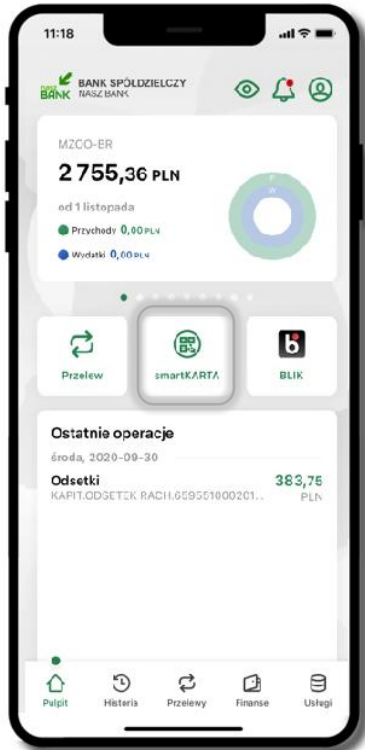 11:18
NASZ BANK
BANK SPÓŁDZIELCZY
NASZ BANK
MZCO-ER
2 755,36 PLN
od 1 listopada
Przychody 0,00 PLN
Wydatki 0,00 PLN
P
W
Przelew
smartKARTA
BLIK
Ostatnie operacje
środa, 2020-09-30
Odsetki 383,75
PLN
Pulpit Historia Przelewy Finanse Usługi